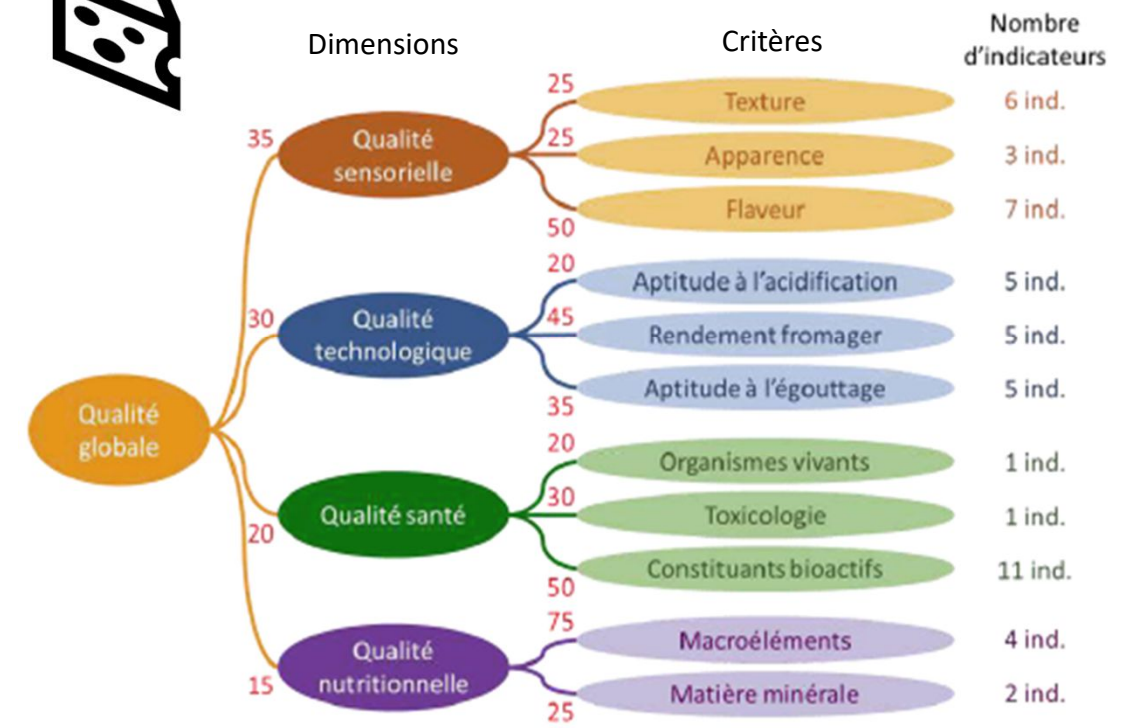 Dimensions
Critères
Nombre
d'indicateurs
35
Qualité
sensorielle
25
Texture
6 ind.
25
Apparence
3 ind.
50
Flaveur
7 ind.
30
Qualité
technologique
20
Aptitude à l'acidification
5 ind.
45
Rendement fromager
5 ind.
35
Aptitude à l'égouttage
5 ind.
Qualité
globale
20
Qualité santé
20
Organismes vivants
1 ind.
30
Toxicologie
1 ind.
50
Constituants bioactifs
11 ind.
15
Qualité
nutritionnelle
75
Macroéléments
4 ind.
25
Matière minérale
2 ind.